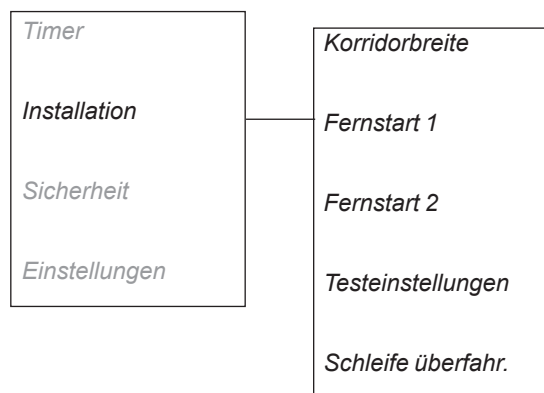 Timer
Installation
Sicherheit
Einstellungen
Korridorbreite
Fernstart 1
Fernstart 2
Testeinstellungen
Schleife überfahr.